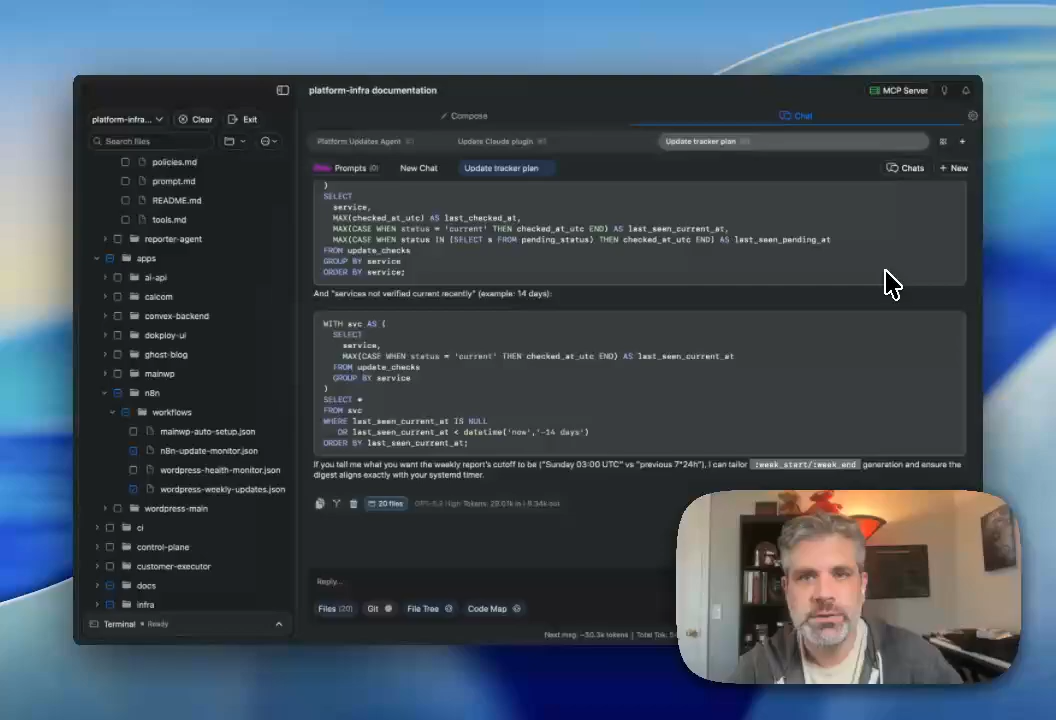 platform-infra documentation
MCP Server
platform-infra...
Clear
Exit
Compose
Chat
Search files
Platform Updates Agent
Update Claude plugin
Update tracker plan
Prompts (0)
New Chat
Update tracker plan
Chats
+ New
policies.md
prompt.md
README.md
tools.md
reporter-agent
apps
ai-api
calcom
convex-backend
dokploy-ui
ghost-blog
mainwp
n8n
workflows
mainwp-auto-setup.json
n8n-update-monitor.json
wordpress-health-monitor.json
wordpress-weekly-updates.json
wordpress-main
ci
control-plane
customer-executor
docs
infra
Terminal • Ready
)
SELECT
service,
MAX(checked_at_utc) AS last_checked_at,
MAX(CASE WHEN status = 'current' THEN checked_at_utc END) AS last_seen_current_at,
MAX(CASE WHEN status IN (SELECT s FROM pending_status) THEN checked_at_utc END) AS last_seen_pending_at
FROM update_checks
GROUP BY service
ORDER BY service;
And "services not verified current recently" (example: 14 days):
WITH svc AS (
SELECT
service,
MAX(CASE WHEN status = 'current' THEN checked_at_utc END) AS last_seen_current_at
FROM update_checks
GROUP BY service
)
SELECT *
FROM svc
WHERE last_seen_current_at IS NULL
OR last_seen_current_at < datetime('now','-14 days')
ORDER BY last_seen_current_at;
If you tell me what you want the weekly report's cutoff to be ("Sunday 03:00 UTC" vs "previous 7*24h"), I can tailor :week_start/:week_end generation and ensure the
digest aligns exactly with your systemd timer.
20 files
Reply...
Files (20)
Git
File Tree
Code Map
Next msg: ~30.3k tokens | Total Tok: